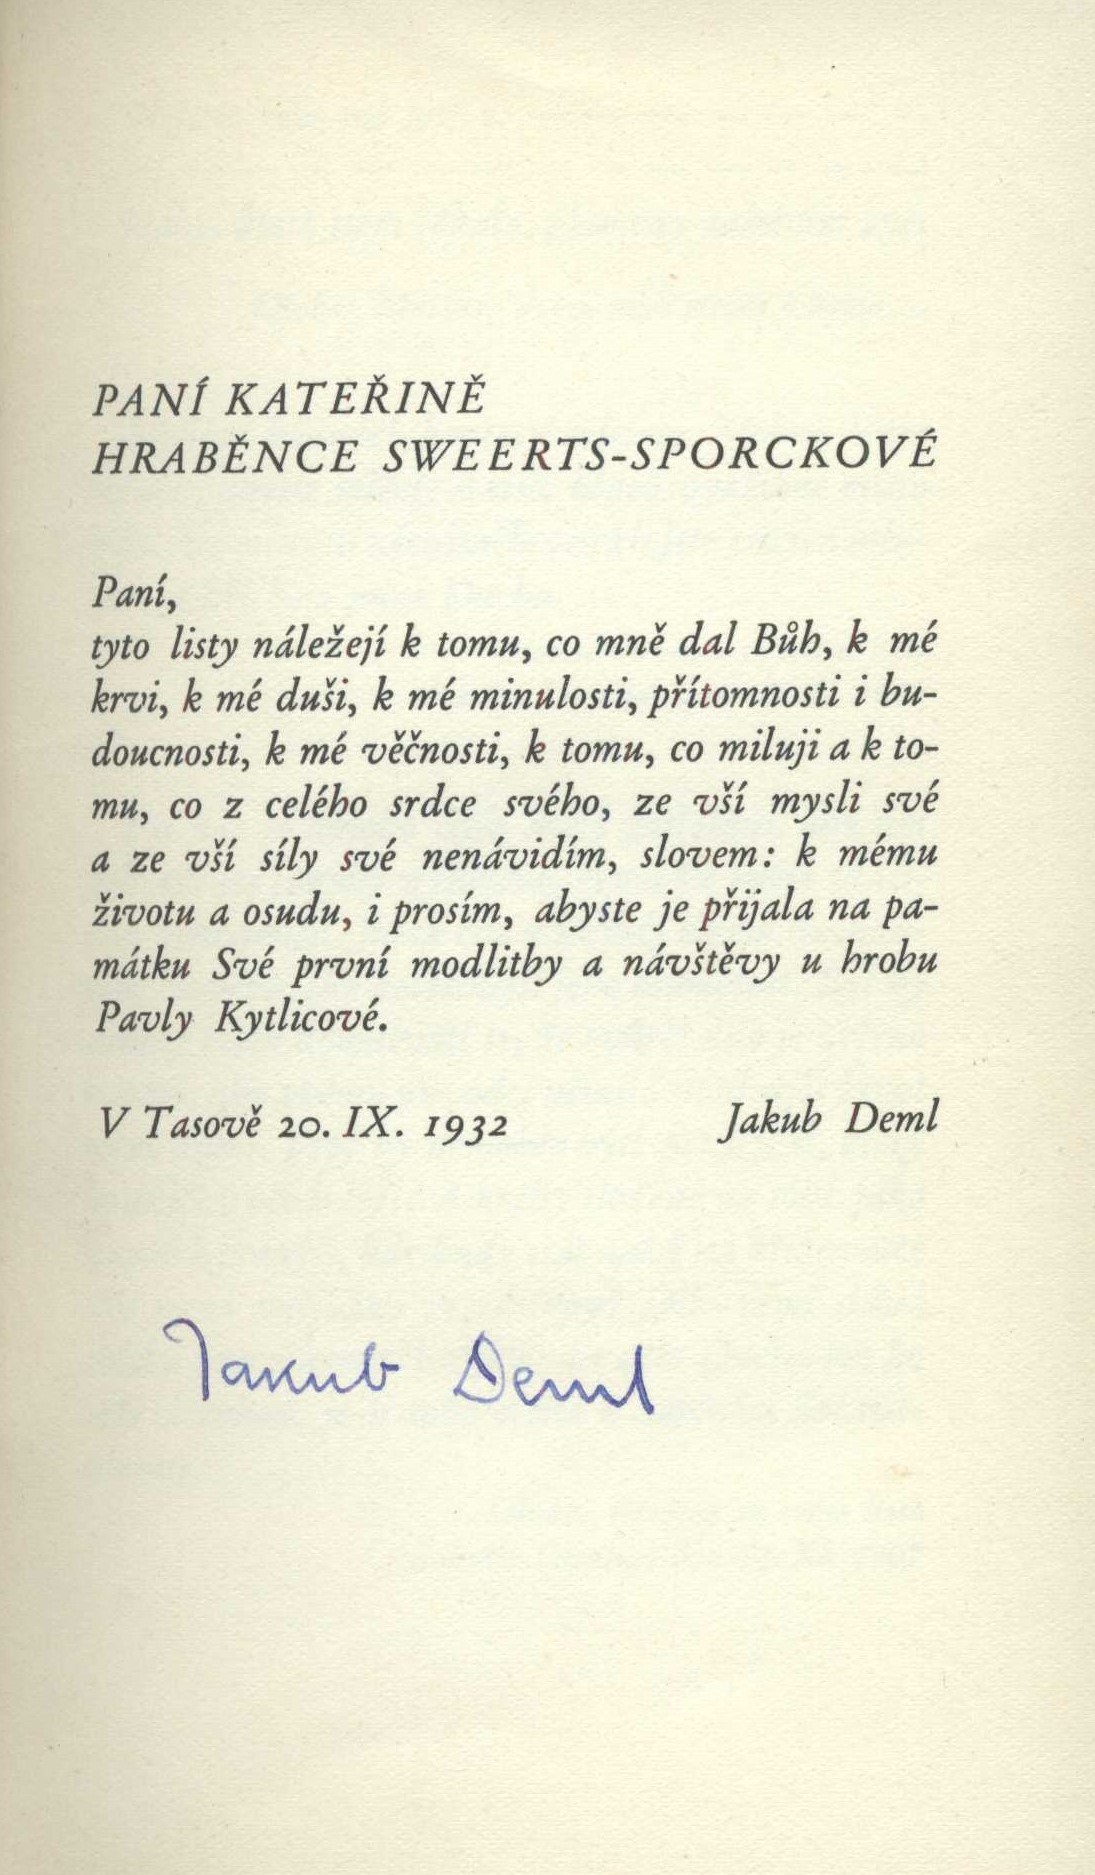 PANÍ KATEŘINĚ
HRABĚNCE SWEERTS-SPORCKOVÉ
Paní,
tyto listy náležejí k tomu, co mně dal Bůh, k mé
krvi, k mé duši, k mé minulosti, přítomnosti i bu-
doucnosti, k mé věčnosti, k tomu, co miluji a k to-
mu, co z celého srdce svého, ze vší mysli své
a ze vší síly své nenávidím, slovem: k mému
životu a osudu, i prosím, abyste je přijala na pa-
mátku Své první modlitby a návštěvy u hrobu
Pavly Kytlicové.
V Tasově 20. IX. 1932 Jakub Deml
Jakub Deml